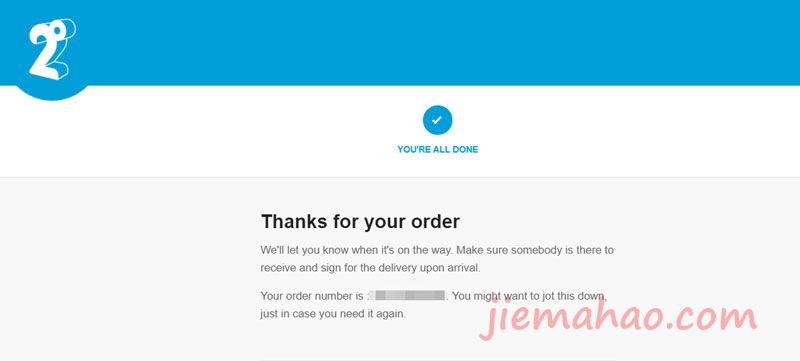 2°
YOU'RE ALL DONE
Thanks for your order
We'll let you know when it's on the way. Make sure somebody is there to
receive and sign for the delivery upon arrival.
Your order number is : . You might want to jot this down,
just in case you need it again.
jiemahao.com